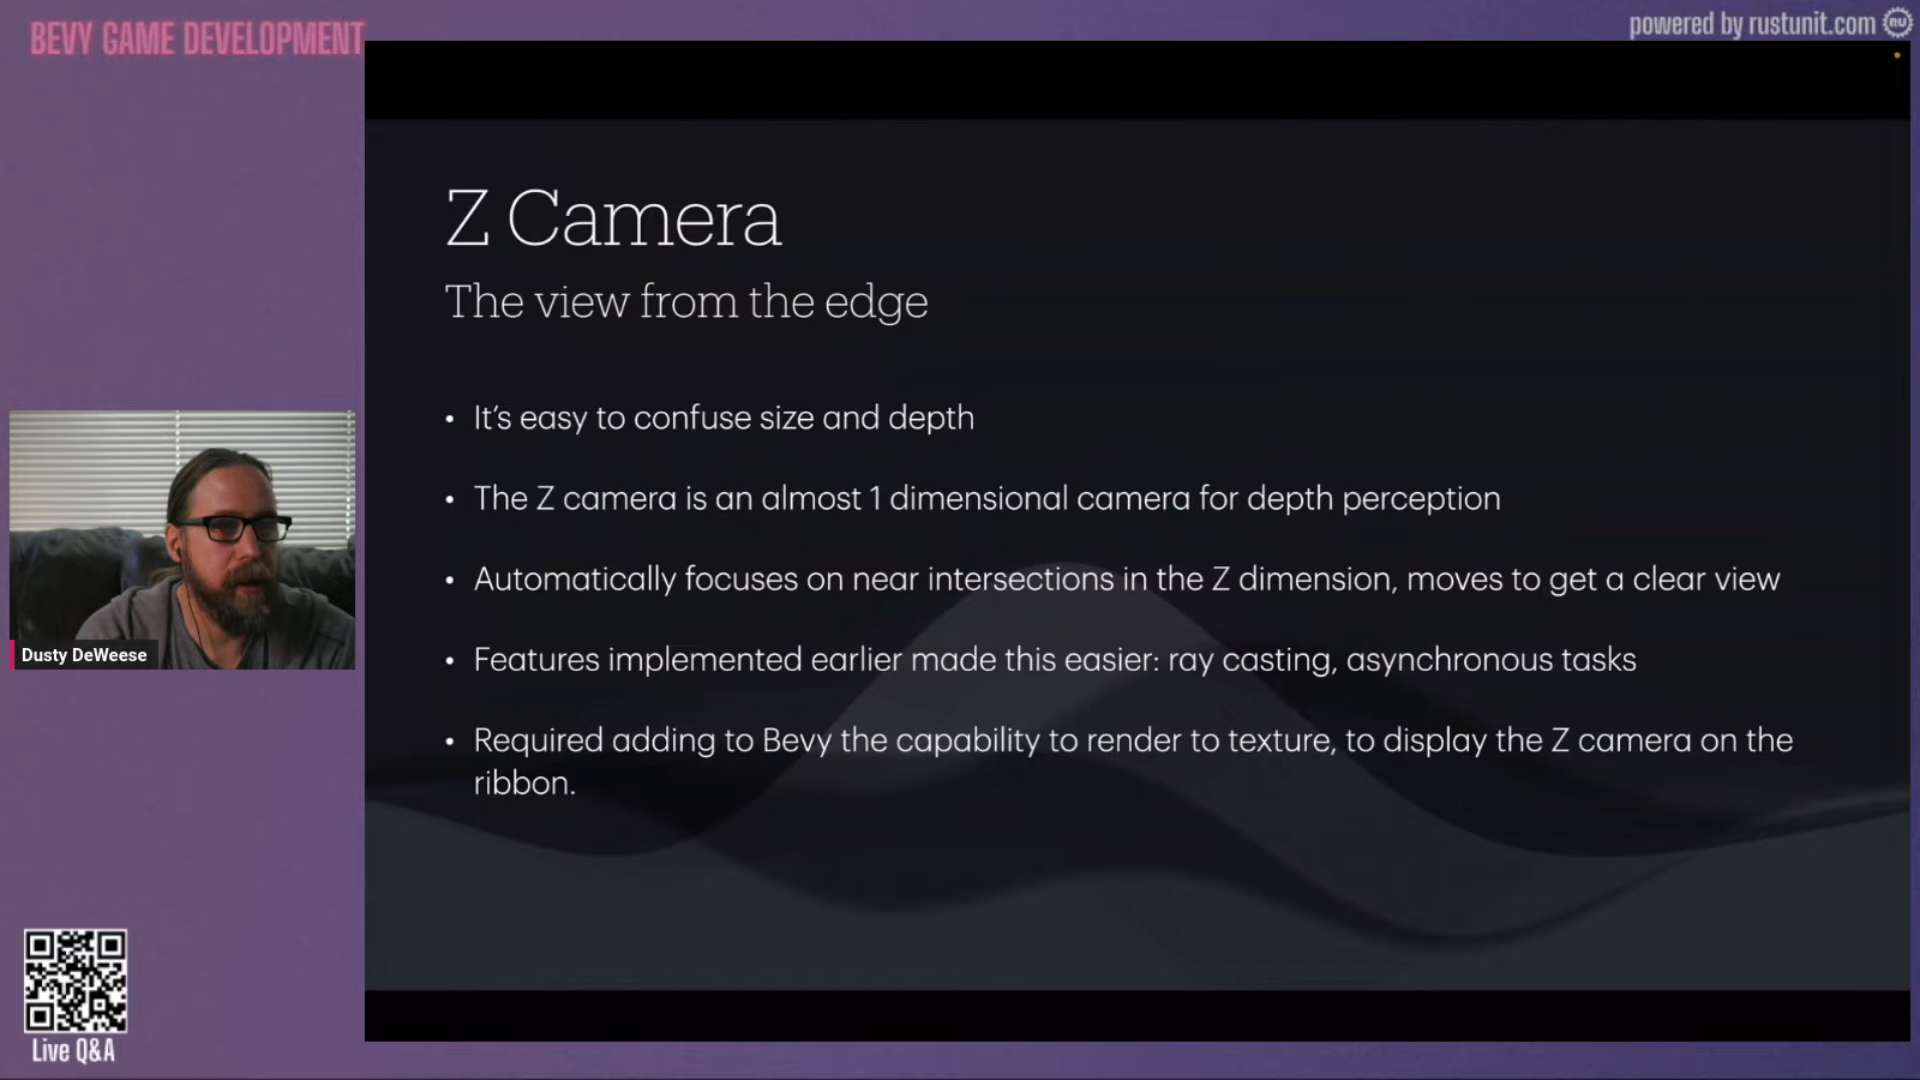 BEVY GAME DEVELOPMENT
powered by rustunit.com
RU
Z Camera
The view from the edge
• It's easy to confuse size and depth
• The Z camera is an almost 1 dimensional camera for depth perception
• Automatically focuses on near intersections in the Z dimension, moves to get a clear view
• Features implemented earlier made this easier: ray casting, asynchronous tasks
• Required adding to Bevy the capability to render to texture, to display the Z camera on the
ribbon.
Dusty DeWeese
Live Q&A